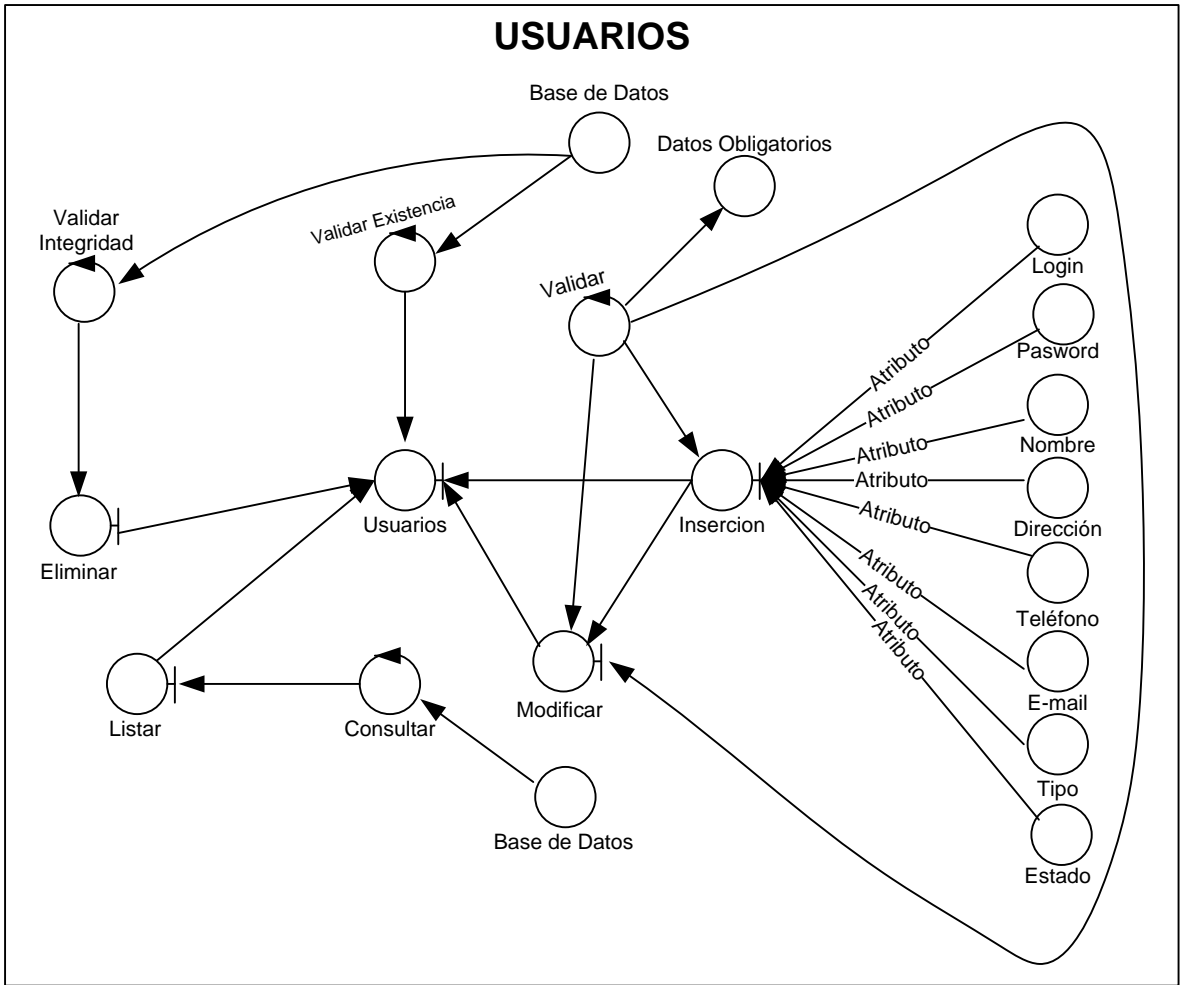 USUARIOS
Base de Datos
Datos Obligatorios
Validar
Integridad
Validar Existencia
Validar
Login
Pasword
Nombre
Dirección
Teléfono
E-mail
Tipo
Estado
Atributo
Atributo
Atributo
Atributo
Atributo
Atributo
Atributo
Atributo
Usuarios
Insercion
Eliminar
Listar
Consultar
Modificar
Base de Datos